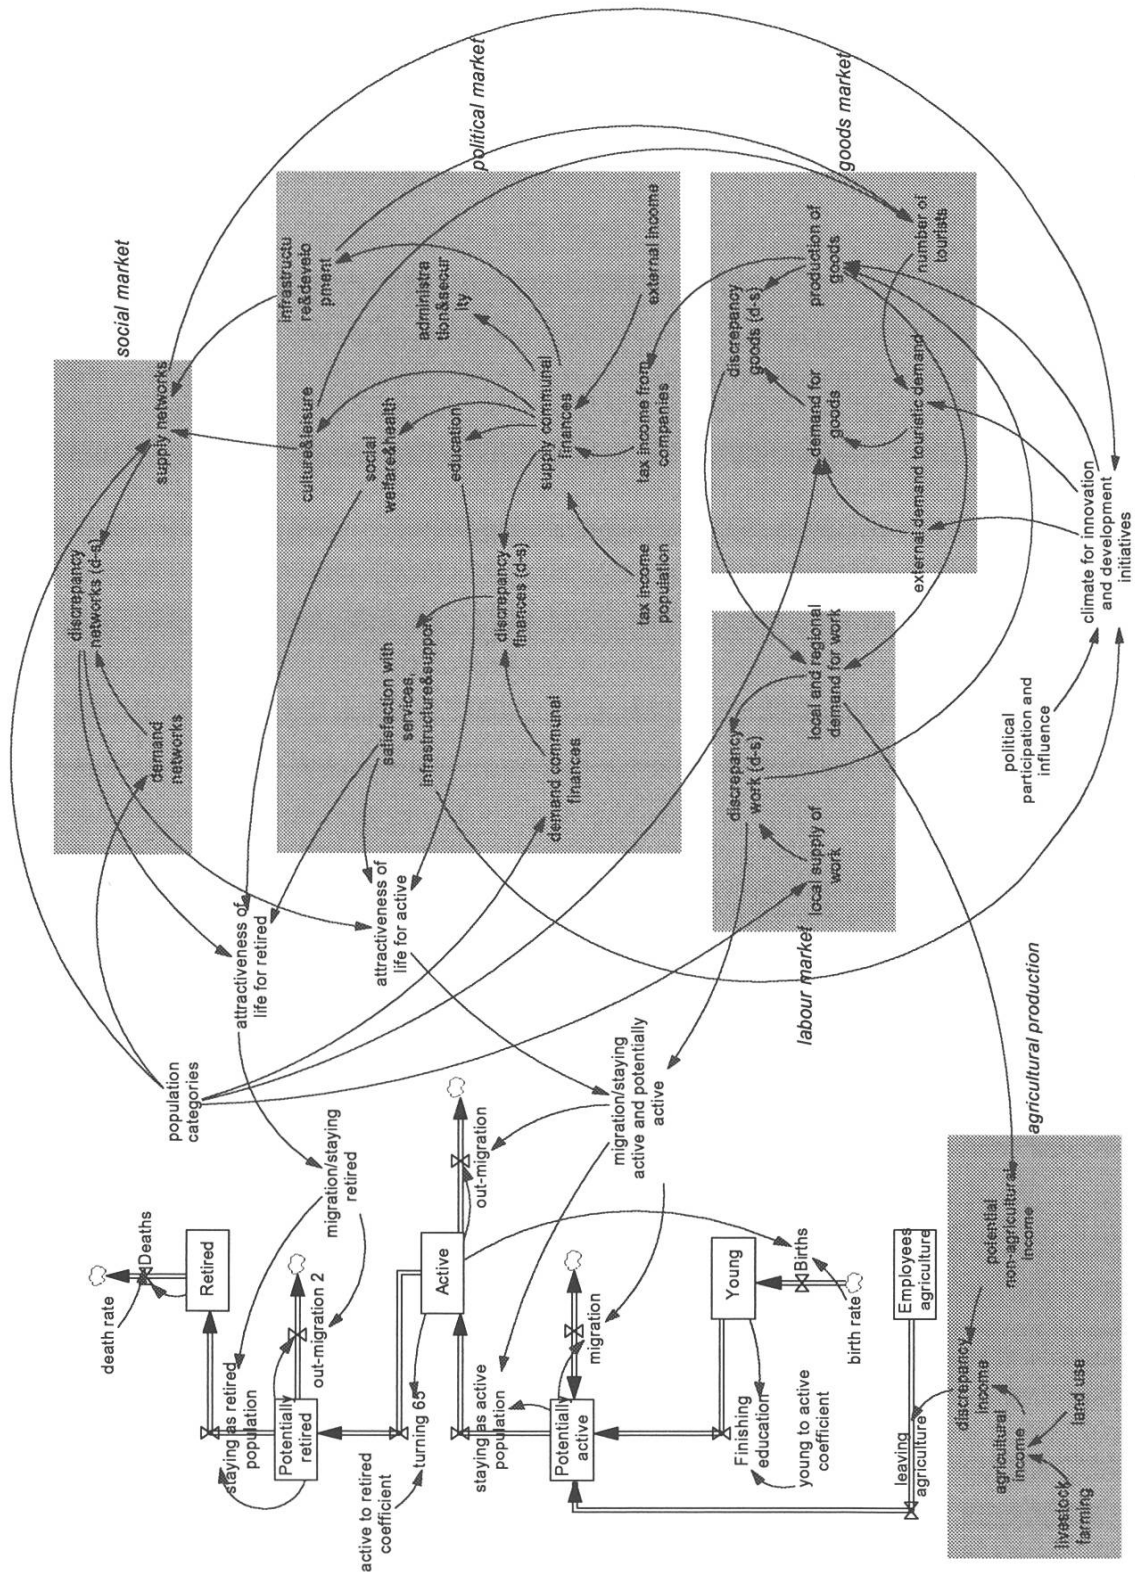 social market
discrepancy
networks (d-s)
supply networks
demand
networks
political market
infrastructu
re&develo
pment
administra
tion&secur
ity
external income
culture&leisure
social
welfare&health
education
supply communal
finances
tax income from
companies
satisfaction with
services,
infrastructure&support
discrepancy
finances (d-s)
tax income
population
demand communal
finances
goods market
discrepancy
goods (d-s)
production of
goods
number of
tourists
demand for
goods
external demand
touristic demand
labour market
discrepancy
work (d-s)
local and regional
demand for work
local supply of
work
climate for innovation
and development
initiatives
political
participation and
influence
attractiveness of
life for retired
attractiveness of
life for active
population
categories
migration/staying
retired
migration/staying
active and potentially
active
death rate
Deaths
Retired
staying as retired
population
out-migration 2
Potentially
retired
active to retired
coefficient
turning 65
Active
out-migration
staying as active
population
Potentially
active
migration
Finishing
education
young to active
coefficient
Young
Births
birth rate
Employees
agriculture
leaving
agriculture
agricultural production
discrepancy
income
potential
non-agricultural
income
agricultural
income
land use
livestock
farming